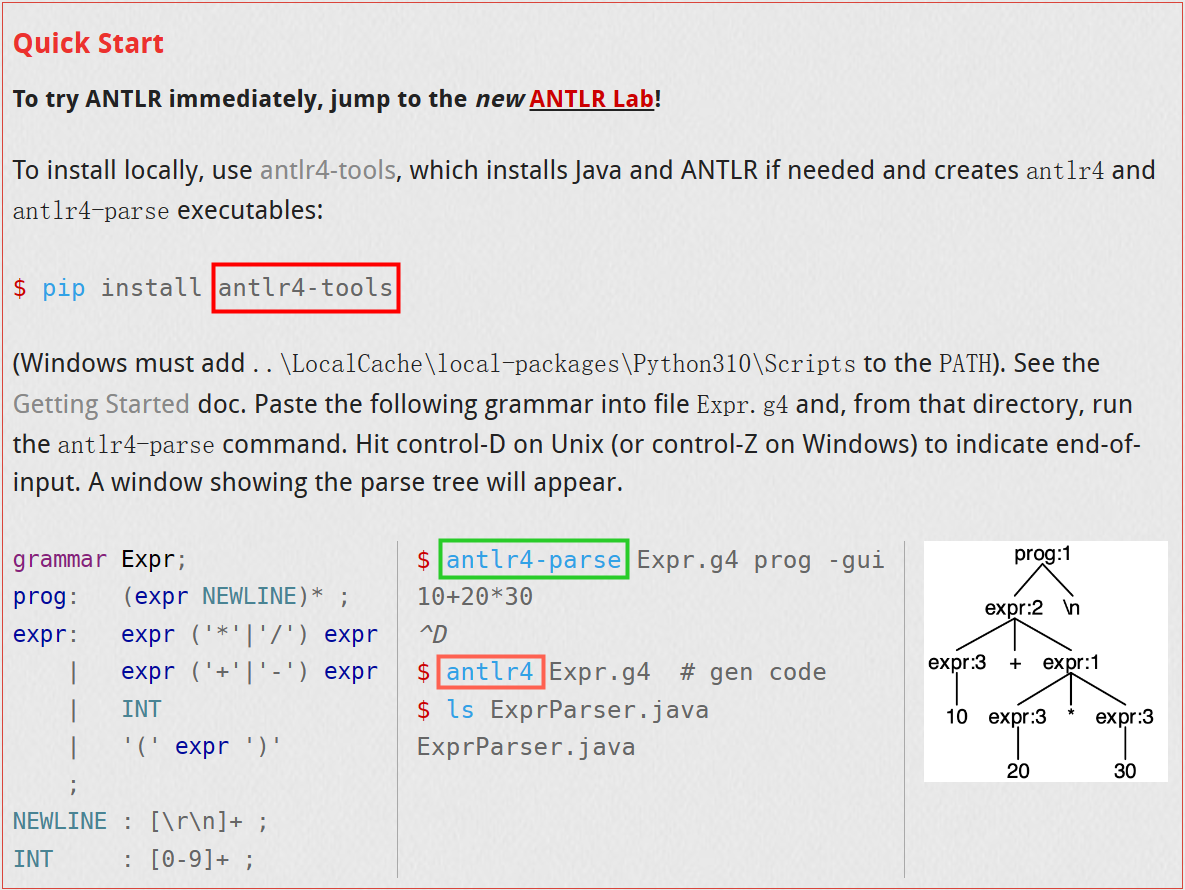 Quick Start
To try ANTLR immediately, jump to the new ANTLR Lab!
To install locally, use antlr4-tools, which installs Java and ANTLR if needed and creates antlr4 and
antlr4-parse executables:
$ pip install antlr4-tools
(Windows must add ..\LocalCache\local-packages\Python310\Scripts to the PATH). See the
Getting Started doc. Paste the following grammar into file Expr.g4 and, from that directory, run
the antlr4-parse command. Hit control-D on Unix (or control-Z on Windows) to indicate end-of-
input. A window showing the parse tree will appear.
grammar Expr;
prog:   (expr NEWLINE)* ;
expr:   expr ('*'|'/') expr
    |   expr ('+'|'-') expr
    |   INT
    |   '(' expr ')'
    ;
NEWLINE : [\r\n]+ ;
INT     : [0-9]+ ;
$ antlr4-parse Expr.g4 prog -gui
10+20*30
^D
$ antlr4 Expr.g4  # gen code
$ ls ExprParser.java
ExprParser.java
prog:1
expr:2 \n
expr:3 + expr:1
10 expr:3 * expr:3
20 30